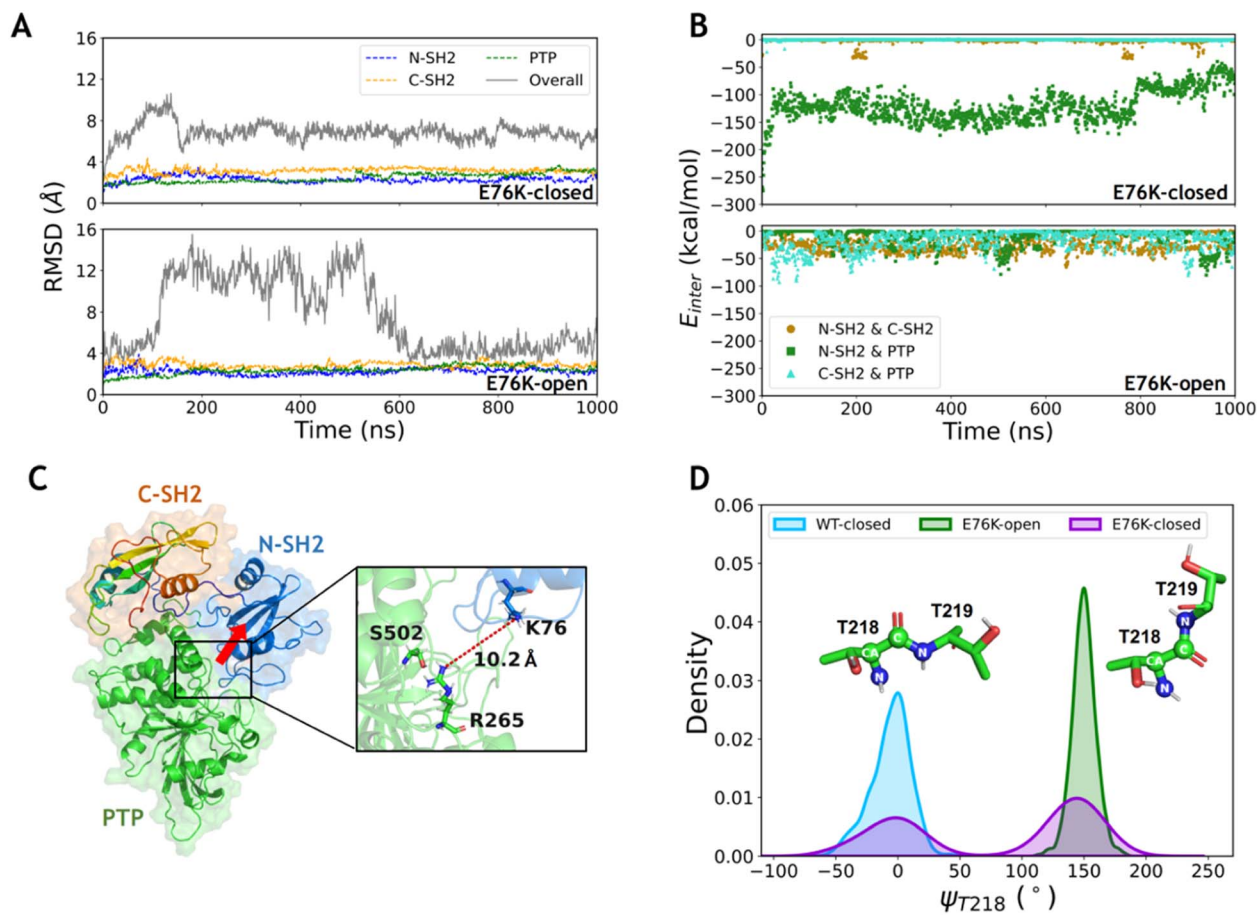 A
16
12
8
4
0
N-SH2
C-SH2
PTP
Overall
E76K-closed
16
12
8
4
0
E76K-open
RMSD (Å)
0
200
400
600
800
1000
Time (ns)
B
0
−50
−100
−150
−200
−250
−300
E76K-closed
0
−50
−100
−150
−200
−250
−300
N-SH2 & C-SH2
N-SH2 & PTP
C-SH2 & PTP
E76K-open
E_inter (kcal/mol)
0
200
400
600
800
1000
Time (ns)
C
C-SH2
N-SH2
PTP
S502
K76
10.2 Å
R265
D
0.06
0.05
0.04
0.03
0.02
0.01
0.00
Density
WT-closed
E76K-open
E76K-closed
T218
T219
CA
C
N
N
T219
T218
N
CA
C
N
−100
−50
0
50
100
150
200
250
ψ_T218 (°)